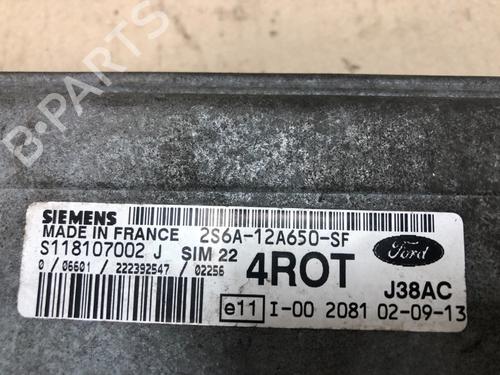 B-PARTS
SIEMENS
MADE IN FRANCE 2S6A-12A650-SF
S118107002 J SIM 22
0 / 06601 / 222392547 / 02256
4ROT
Ford
J38AC
e11 I-00 2081 02-09-13